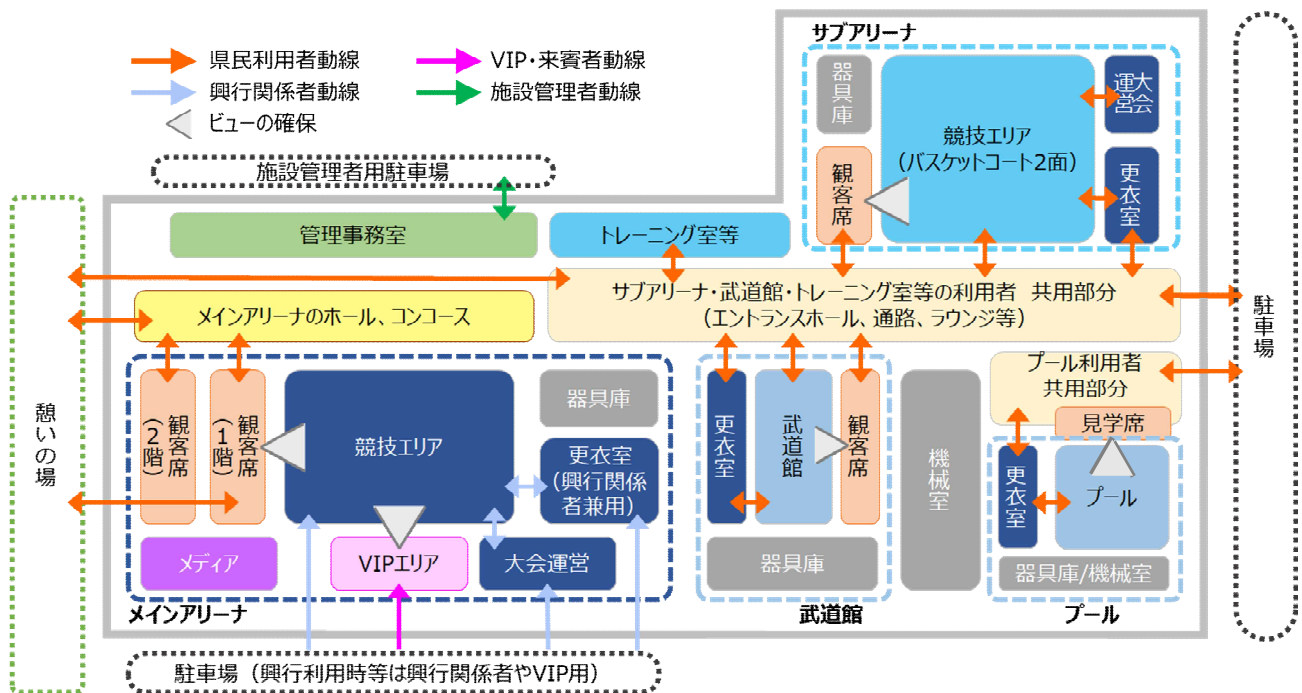 県民利用者動線
VIP・来賓者動線
興行関係者動線
施設管理者動線
ビューの確保
サブアリーナ
器具庫
競技エリア
(バスケットコート2面)
大会
運営
観客席
更衣室
施設管理者用駐車場
管理事務室
トレーニング室等
サブアリーナ・武道館・トレーニング室等の利用者 共用部分
(エントランスホール、通路、ラウンジ等)
メインアリーナのホール、コンコース
駐車場
憩いの場
観客席
(2階)
観客席
(1階)
競技エリア
器具庫
更衣室
(興行関係
者兼用)
メディア
VIPエリア
大会運営
メインアリーナ
更衣室
武道館
観客席
器具庫
武道館
機械室
プール利用者
共用部分
見学席
更衣室
プール
器具庫/機械室
プール
駐車場(興行利用時等は興行関係者やVIP用)